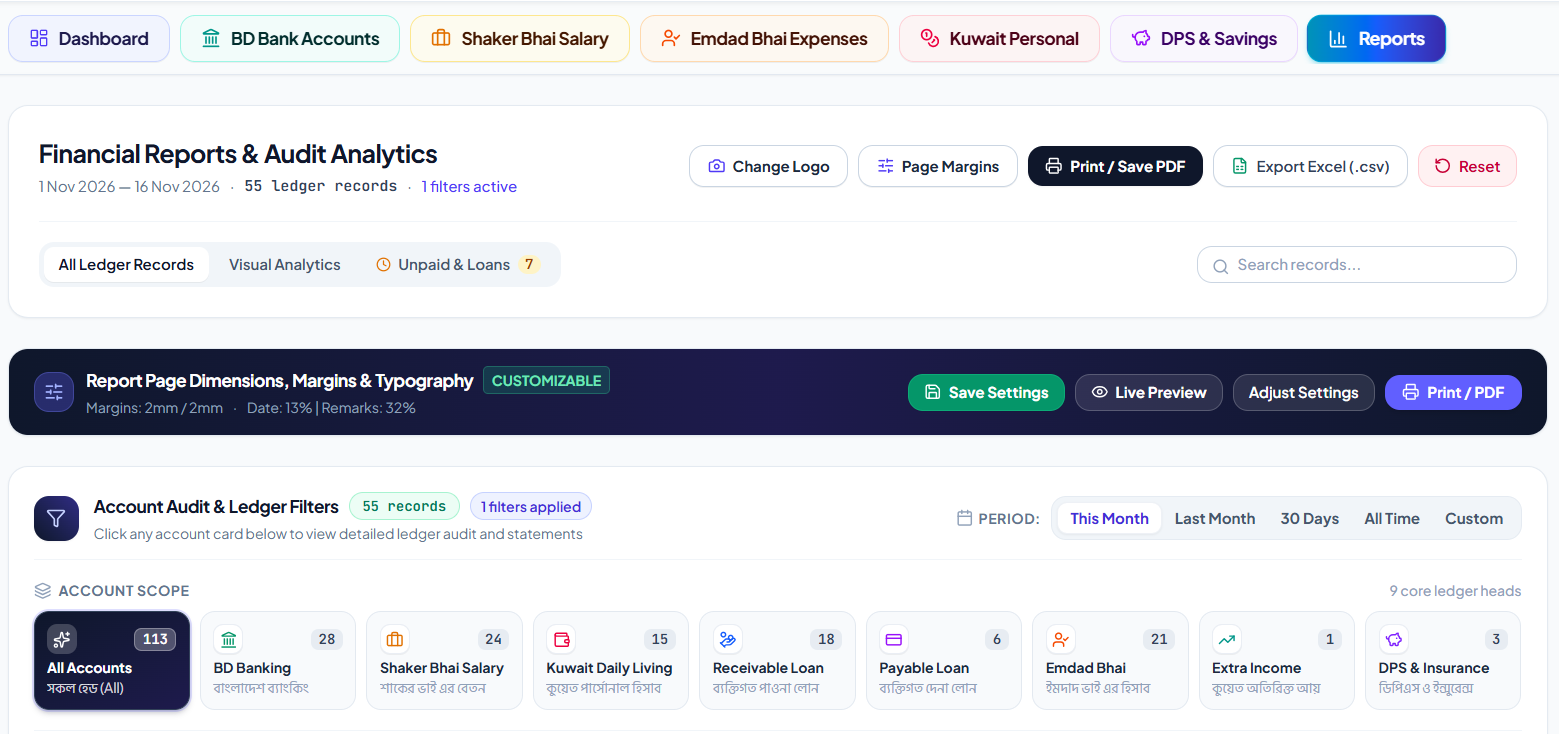 Dashboard
BD Bank Accounts
Shaker Bhai Salary
Emdad Bhai Expenses
Kuwait Personal
DPS & Savings
Reports
Financial Reports & Audit Analytics
1 Nov 2026 — 16 Nov 2026 · 55 ledger records · 1 filters active
Change Logo
Page Margins
Print / Save PDF
Export Excel (.csv)
Reset
All Ledger Records
Visual Analytics
Unpaid & Loans 7
Search records...
Report Page Dimensions, Margins & Typography CUSTOMIZABLE
Margins: 2mm / 2mm · Date: 13% | Remarks: 32%
Save Settings
Live Preview
Adjust Settings
Print / PDF
Account Audit & Ledger Filters 55 records 1 filters applied
Click any account card below to view detailed ledger audit and statements
PERIOD:
This Month
Last Month
30 Days
All Time
Custom
ACCOUNT SCOPE
9 core ledger heads
113
All Accounts
সকল হেড (All)
28
BD Banking
বাংলাদেশ ব্যাংকিং
24
Shaker Bhai Salary
শাকের ভাই এর বেতন
15
Kuwait Daily Living
কুয়েত পার্সোনাল হিসাব
18
Receivable Loan
ব্যক্তিগত পাওনা লোন
6
Payable Loan
ব্যক্তিগত দেনা লোন
21
Emdad Bhai
ইমদাদ ভাই এর হিসাব
1
Extra Income
কুয়েত অতিরিক্ত আয়
3
DPS & Insurance
ডিপিএস ও ইন্সুরেন্স